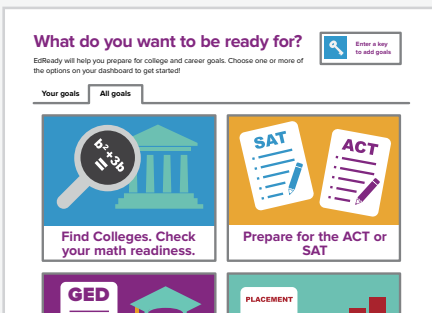 What do you want to be ready for?
EdReady will help you prepare for college and career goals. Choose one or more of
the options on your dashboard to get started!
Enter a key
to add goals
Your goals
All goals
b²+3b
=
SAT
ACT
Find Colleges. Check
your math readiness.
Prepare for the ACT or
SAT
GED
PLACEMENT